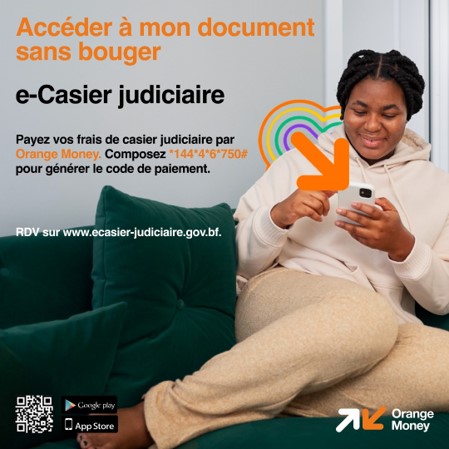 Accéder à mon document
sans bouger
e-Casier judiciaire
Payez vos frais de casier judiciaire par
Orange Money. Composez *144*4*6*750#
pour générer le code de paiement.
RDV sur www.ecasier-judiciaire.gov.bf.
Google play
App Store
Orange
Money